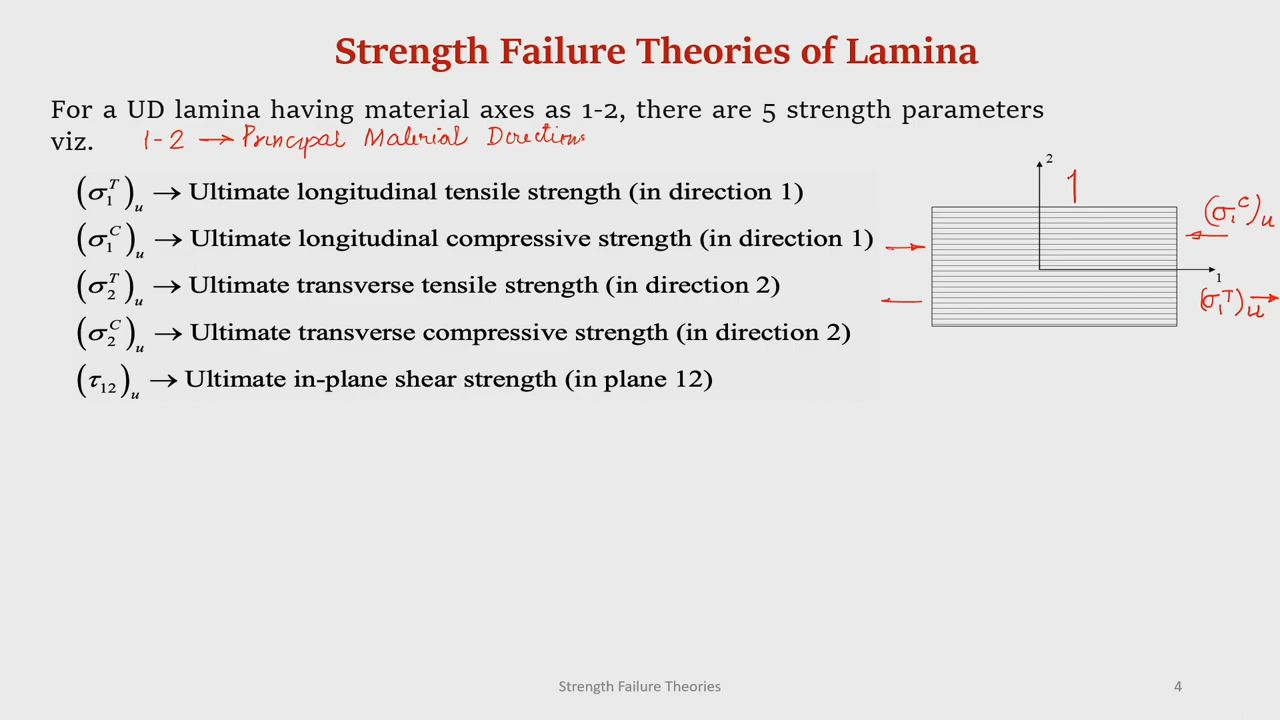 Strength Failure Theories of Lamina
For a UD lamina having material axes as 1-2, there are 5 strength parameters
viz. 1-2 → Principal Material Directions
(σ₁ᵀ)ᵤ → Ultimate longitudinal tensile strength (in direction 1)
(σ₁ᶜ)ᵤ → Ultimate longitudinal compressive strength (in direction 1)
(σ₂ᵀ)ᵤ → Ultimate transverse tensile strength (in direction 2)
(σ₂ᶜ)ᵤ → Ultimate transverse compressive strength (in direction 2)
(τ₁₂)ᵤ → Ultimate in-plane shear strength (in plane 12)
2
(σ₁ᶜ)ᵤ
1
(σ₁ᵀ)ᵤ
Strength Failure Theories
4